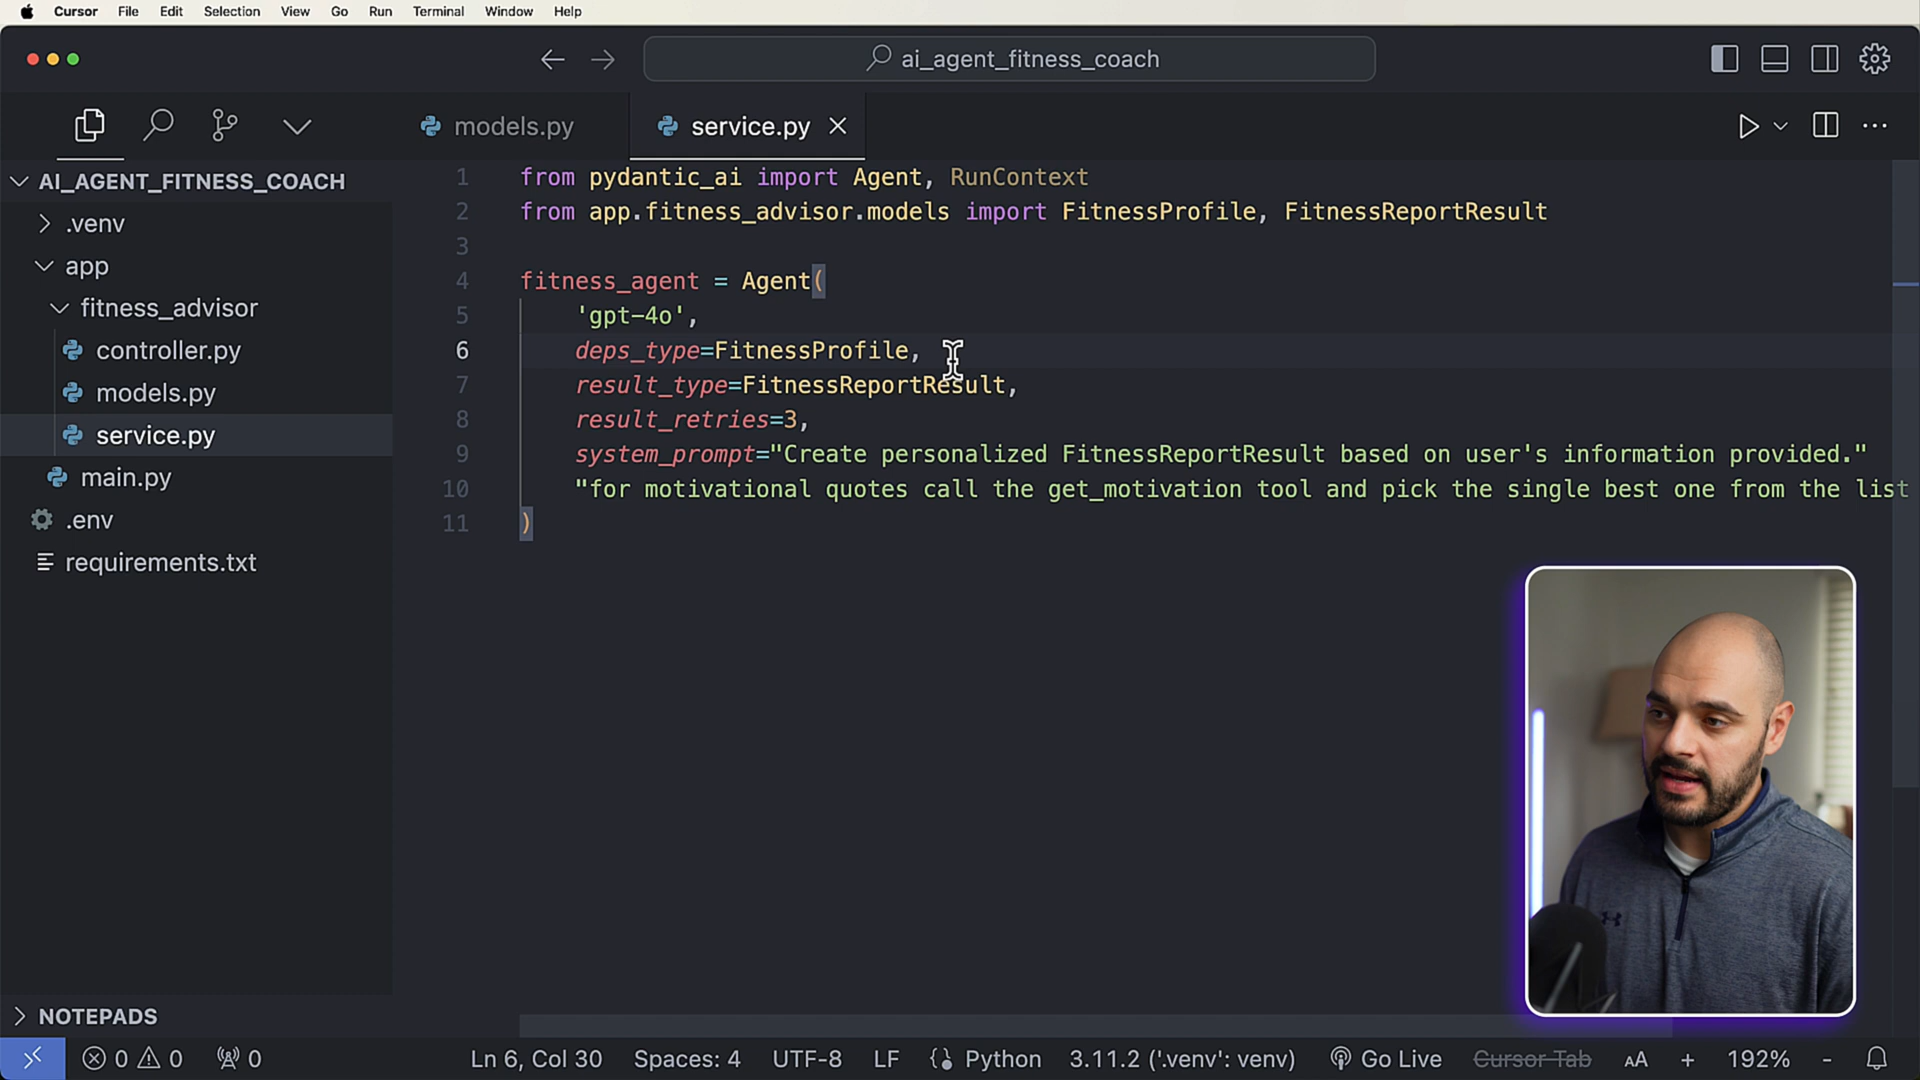 Cursor File Edit Selection View Go Run Terminal Window Help
ai_agent_fitness_coach
models.py
service.py
AI_AGENT_FITNESS_COACH
.venv
app
fitness_advisor
controller.py
models.py
service.py
main.py
.env
requirements.txt
NOTEPADS
1 from pydantic_ai import Agent, RunContext
2 from app.fitness_advisor.models import FitnessProfile, FitnessReportResult
3
4 fitness_agent = Agent(
5 'gpt-4o',
6 deps_type=FitnessProfile,
7 result_type=FitnessReportResult,
8 result_retries=3,
9 system_prompt="Create personalized FitnessReportResult based on user's information provided."
10 "for motivational quotes call the get_motivation tool and pick the single best one from the list
11 )
0 0 0 Ln 6, Col 30 Spaces: 4 UTF-8 LF {} Python 3.11.2 ('.venv': venv) Go Live Cursor Tab AA + 192% -